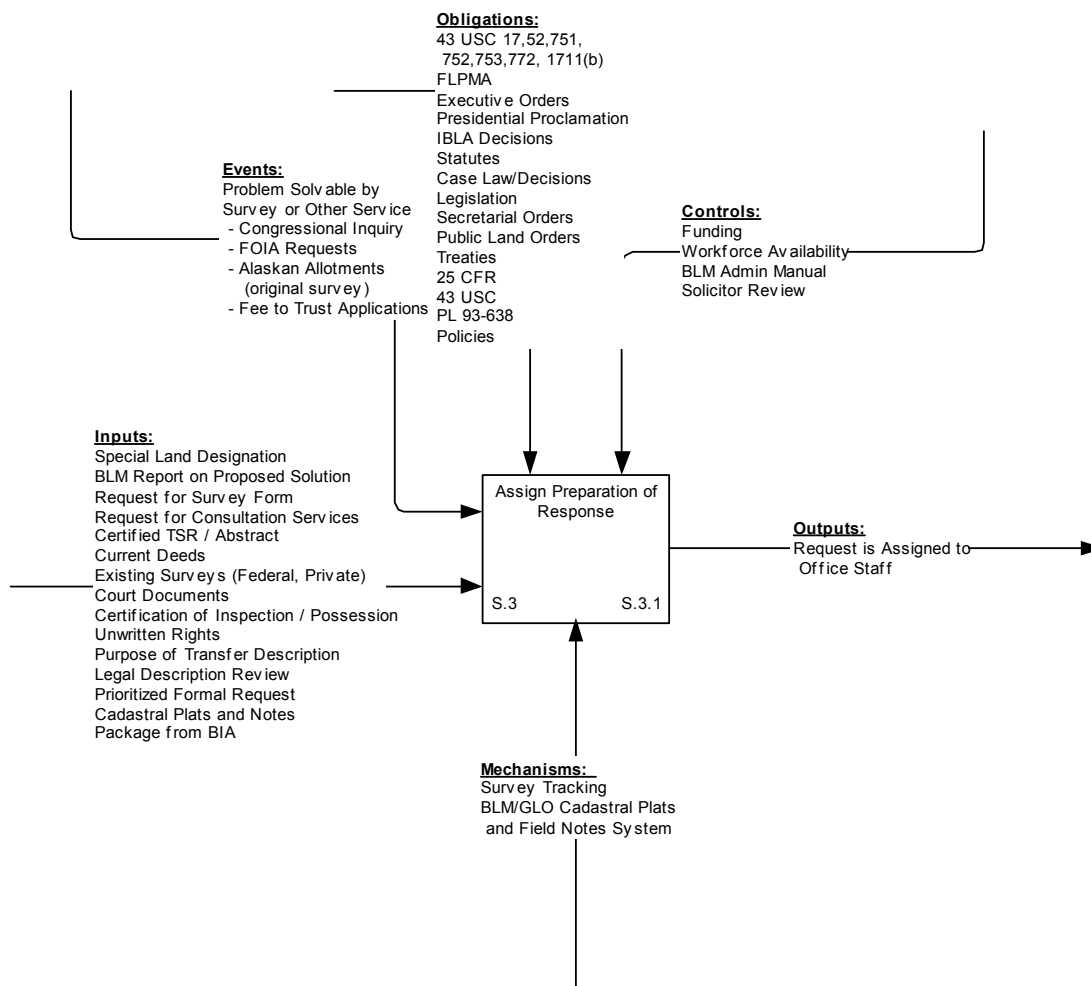 Obligations:
43 USC 17,52,751,
752,753,772, 1711(b)
FLPMA
Executive Orders
Presidential Proclamation
IBLA Decisions
Statutes
Case Law/Decisions
Legislation
Secretarial Orders
Public Land Orders
Treaties
25 CFR
43 USC
PL 93-638
Policies
Events:
Problem Solvable by
Survey or Other Service
- Congressional Inquiry
- FOIA Requests
- Alaskan Allotments
(original survey)
- Fee to Trust Applications
Controls:
Funding
Workforce Availability
BLM Admin Manual
Solicitor Review
Inputs:
Special Land Designation
BLM Report on Proposed Solution
Request for Survey Form
Request for Consultation Services
Certified TSR / Abstract
Current Deeds
Existing Surveys (Federal, Private)
Court Documents
Certification of Inspection / Possession
Unwritten Rights
Purpose of Transfer Description
Legal Description Review
Prioritized Formal Request
Cadastral Plats and Notes
Package from BIA
Assign Preparation of
Response
S.3 S.3.1
Outputs:
Request is Assigned to
Office Staff
Mechanisms:
Survey Tracking
BLM/GLO Cadastral Plats
and Field Notes System